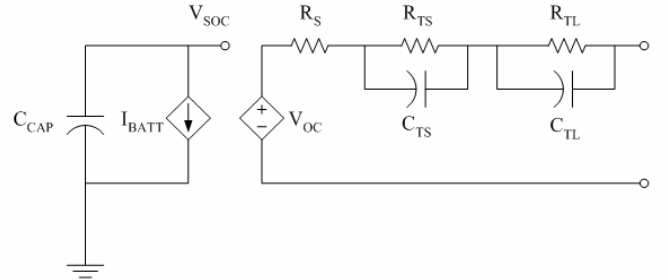 V_SOC
R_S
R_TS
R_TL
C_CAP
I_BATT
+
−
V_OC
C_TS
C_TL